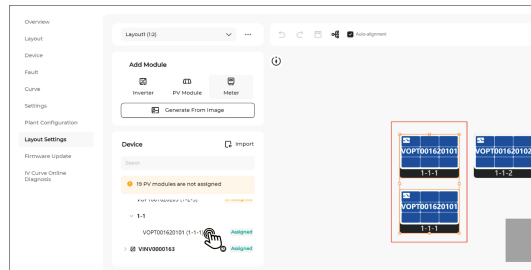 Overview
Layout
Device
Fault
Curve
Settings
Plant Configuration
Layout Settings
Firmware Update
IV Curve Online
Diagnosis
Layout1 (1:2)
Auto-alignment
Add Module
Inverter PV Module Meter
Generate From Image
Device Import
Search
19 PV modules are not assigned
1-1
VOPT001620101 (1-1-1) Assigned
VINV0000163 Assigned
VOPT001620101
1-1-1
VOPT001620102
1-1-2
VOPT001620101
1-1-1